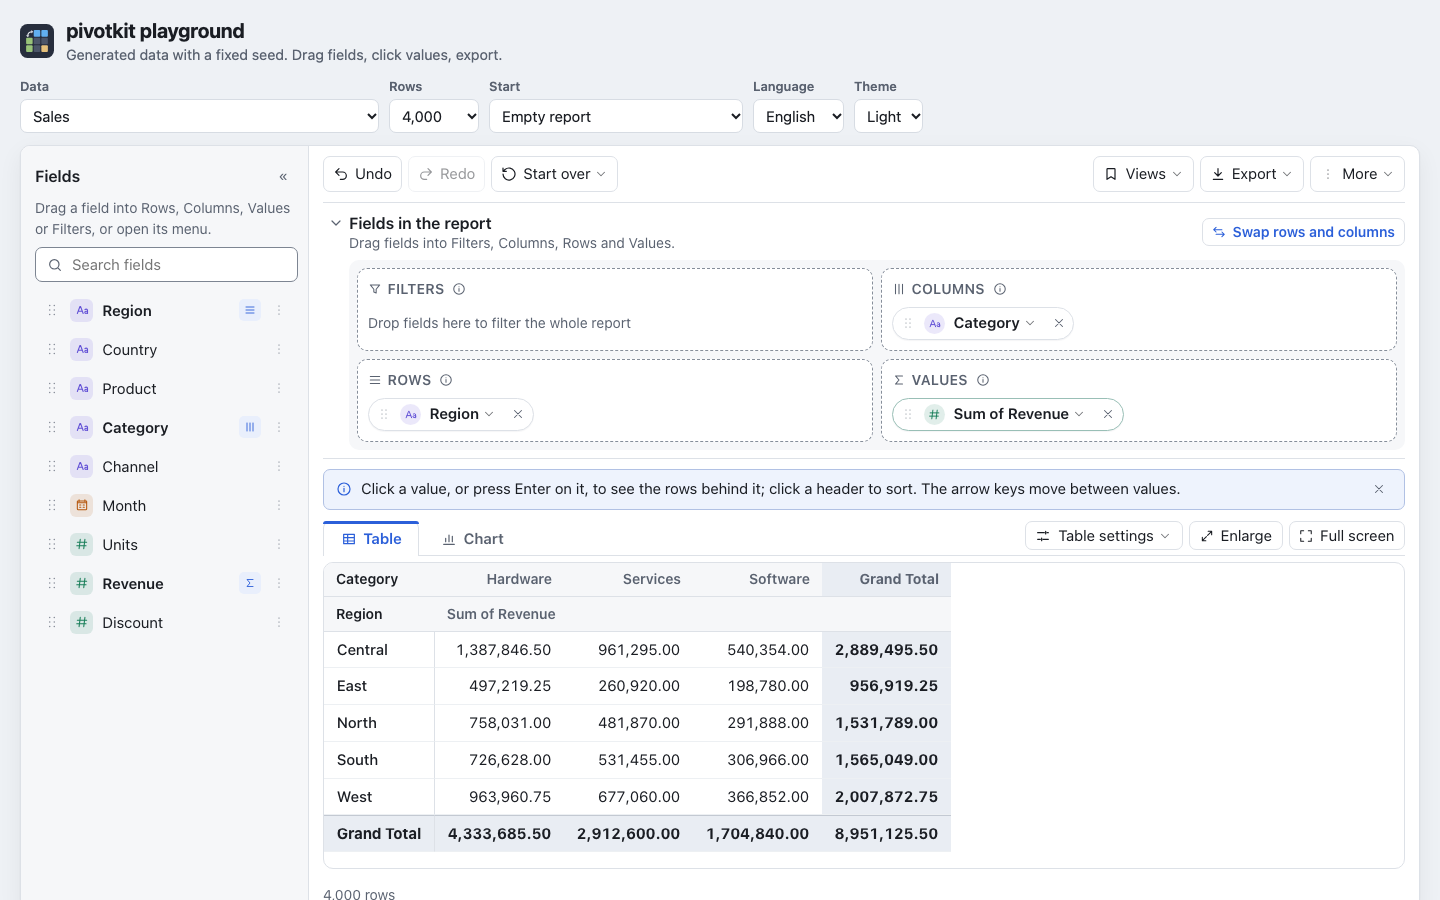 pivotkit playground
Generated data with a fixed seed. Drag fields, click values, export.
Data Rows Start Language Theme
Sales 4,000 Empty report English Light
Fields «
Drag a field into Rows, Columns, Values
or Filters, or open its menu.
Search fields
Aa Region
Aa Country
Aa Product
Aa Category
Aa Channel
Month
# Units
# Revenue Σ
# Discount
Undo Redo Start over Views Export More
Fields in the report
Drag fields into Filters, Columns, Rows and Values.
Swap rows and columns
FILTERS
Drop fields here to filter the whole report
COLUMNS
Aa Category
ROWS
Aa Region
Σ VALUES
# Sum of Revenue
Click a value, or press Enter on it, to see the rows behind it; click a header to sort. The arrow keys move between values.
Table Chart Table settings Enlarge Full screen
Category Hardware Services Software Grand Total
Region Sum of Revenue
Central 1,387,846.50 961,295.00 540,354.00 2,889,495.50
East 497,219.25 260,920.00 198,780.00 956,919.25
North 758,031.00 481,870.00 291,888.00 1,531,789.00
South 726,628.00 531,455.00 306,966.00 1,565,049.00
West 963,960.75 677,060.00 366,852.00 2,007,872.75
Grand Total 4,333,685.50 2,912,600.00 1,704,840.00 8,951,125.50
4,000 rows